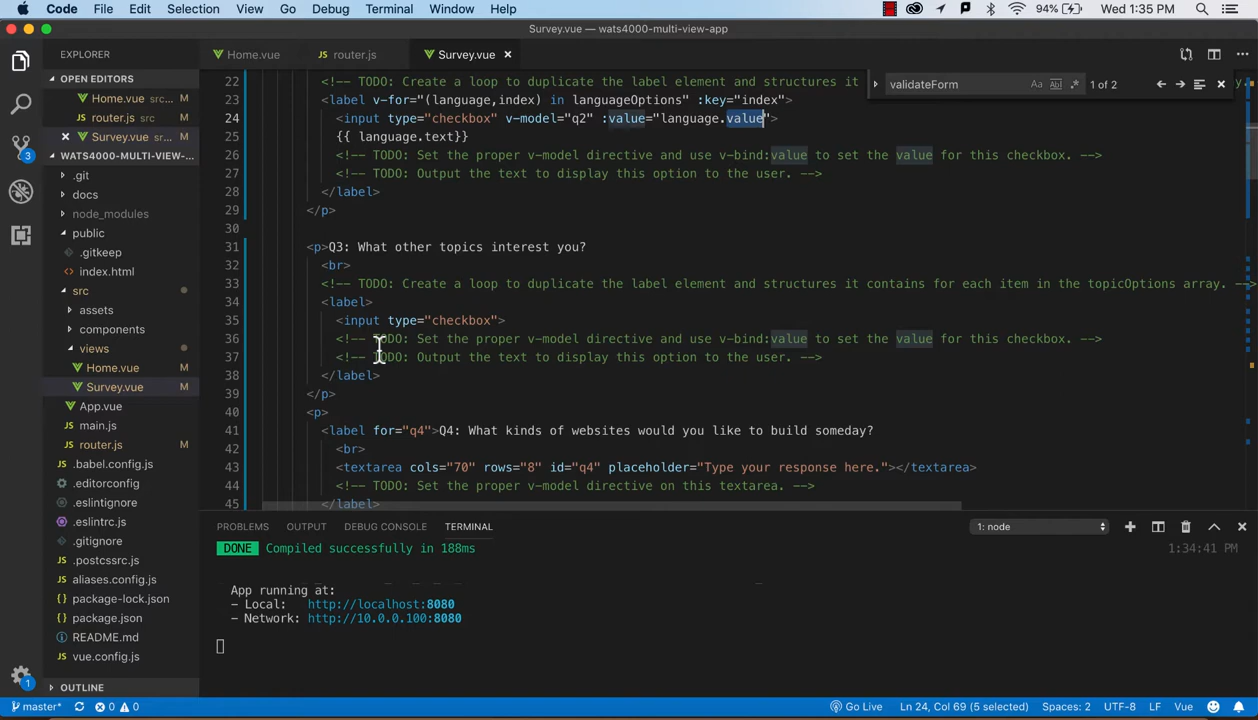 Code File Edit Selection View Go Debug Terminal Window Help 94% Wed 1:35 PM
Survey.vue — wats4000-multi-view-app
EXPLORER
Home.vue
router.js
Survey.vue
OPEN EDITORS
Home.vue src... M
router.js src... M
Survey.vue src... M
WATS4000-MULTI-VIEW-...
.git
docs
node_modules
public
.gitkeep
index.html
src
assets
components
views
Home.vue M
Survey.vue M
App.vue
main.js
router.js M
.babel.config.js
.editorconfig
.eslintignore
.eslintrc.js
.gitignore
.postcssrc.js
aliases.config.js
package-lock.json
package.json
README.md
vue.config.js
OUTLINE
3
1
validateForm Aa Abl .* 1 of 2
22 <!-- TODO: Create a loop to duplicate the label element and structures it
23 <label v-for="(language,index) in languageOptions" :key="index">
24 <input type="checkbox" v-model="q2" :value="language.value">
25 {{ language.text}}
26 <!-- TODO: Set the proper v-model directive and use v-bind:value to set the value for this checkbox. -->
27 <!-- TODO: Output the text to display this option to the user. -->
28 </label>
29 </p>
30
31 <p>Q3: What other topics interest you?
32 <br>
33 <!-- TODO: Create a loop to duplicate the label element and structures it contains for each item in the topicOptions array. -->
34 <label>
35 <input type="checkbox">
36 <!-- TODO: Set the proper v-model directive and use v-bind:value to set the value for this checkbox. -->
37 <!-- TODO: Output the text to display this option to the user. -->
38 </label>
39 </p>
40 <p>
41 <label for="q4">Q4: What kinds of websites would you like to build someday?
42 <br>
43 <textarea cols="70" rows="8" id="q4" placeholder="Type your response here."></textarea>
44 <!-- TODO: Set the proper v-model directive on this textarea. -->
45 </label>
PROBLEMS OUTPUT DEBUG CONSOLE TERMINAL 1: node
DONE Compiled successfully in 188ms 1:34:41 PM
App running at:
- Local: http://localhost:8080
- Network: http://10.0.0.100:8080
master* 0 0 Go Live Ln 24, Col 69 (5 selected) Spaces: 2 UTF-8 LF Vue